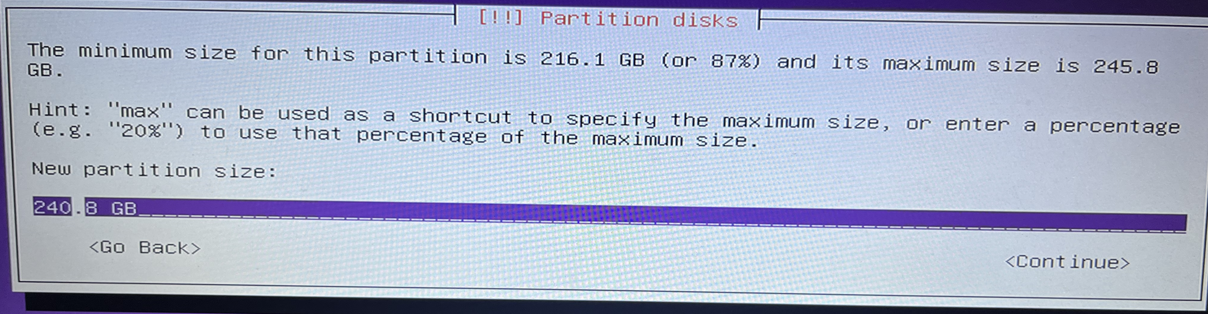 [!!] Partition disks
The minimum size for this partition is 216.1 GB (or 87%) and its maximum size is 245.8
GB.
Hint: "max" can be used as a shortcut to specify the maximum size, or enter a percentage
(e.g. "20%") to use that percentage of the maximum size.
New partition size:
240.8 GB
<Go Back>
<Continue>